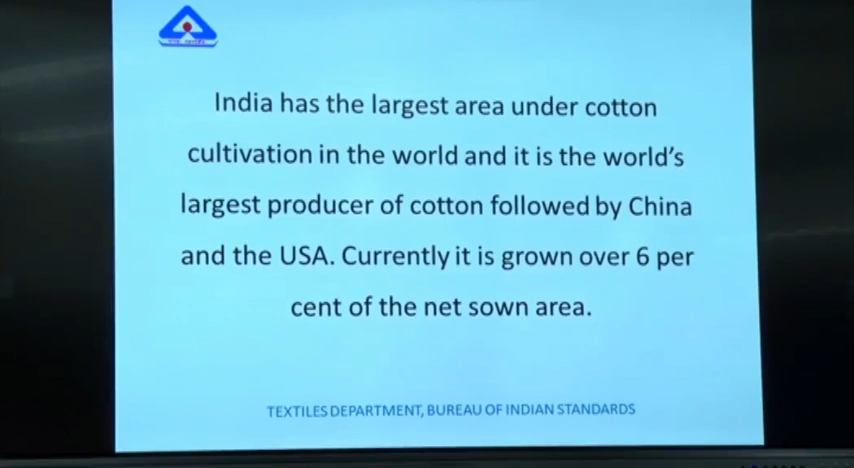 India has the largest area under cotton
cultivation in the world and it is the world's
largest producer of cotton followed by China
and the USA. Currently it is grown over 6 per
cent of the net sown area.
TEXTILES DEPARTMENT, BUREAU OF INDIAN STANDARDS